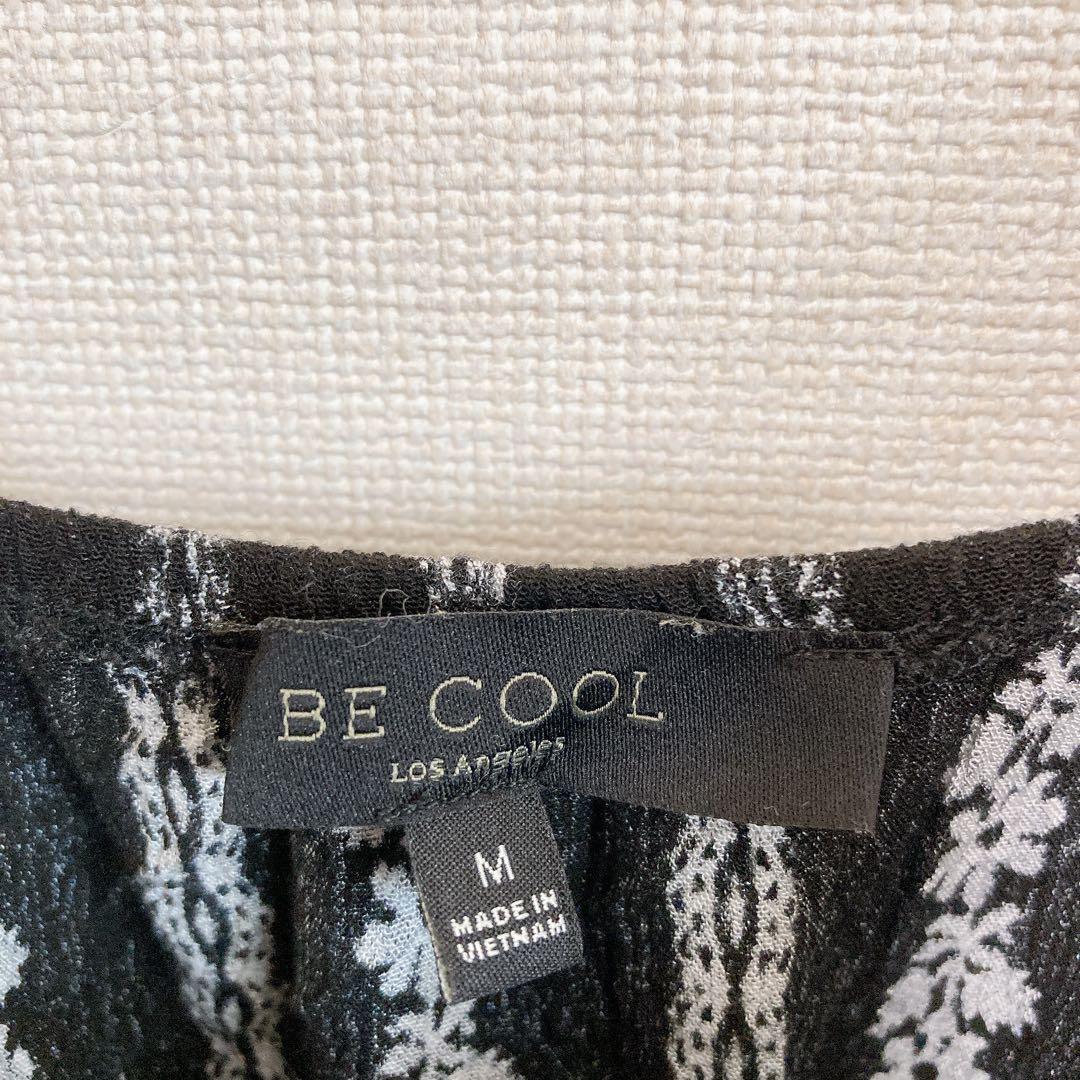 BE COOL
Los Angeles
M
MADE IN
VIETNAM